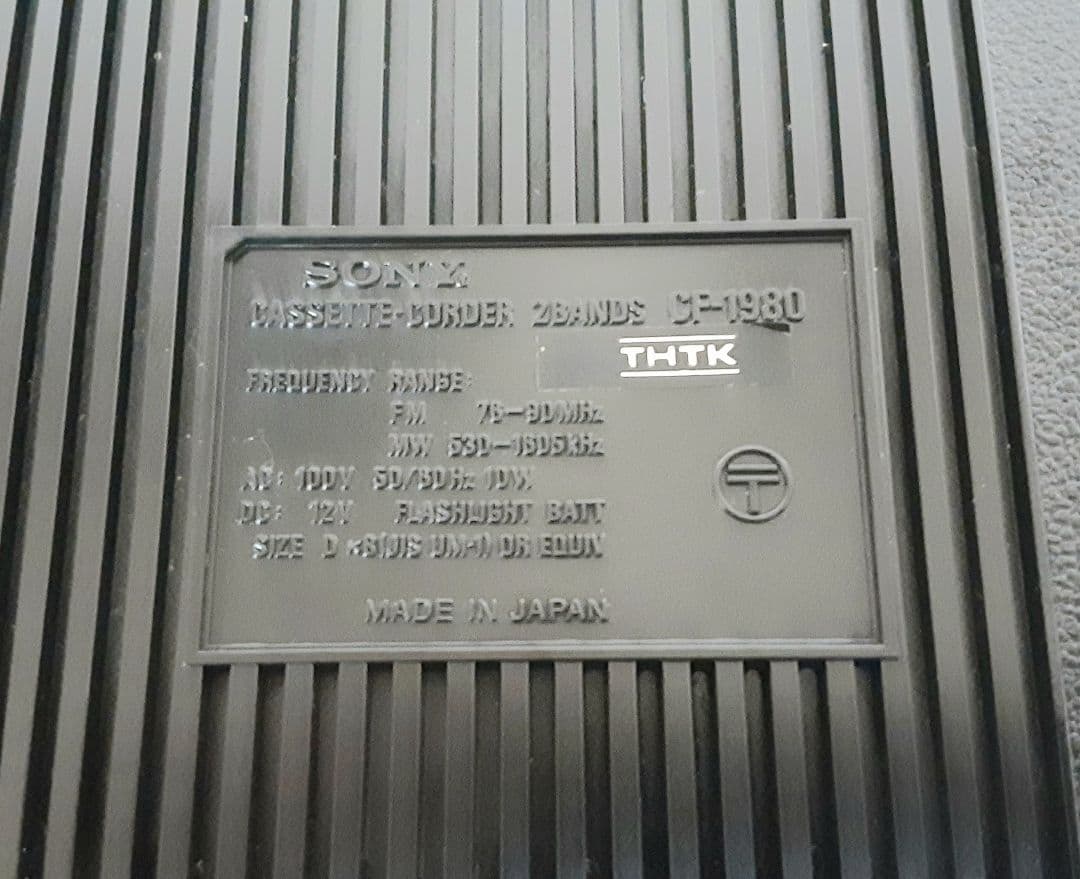 SONY
CASSETTE-CORDER 2BANDS CF-1980
THTK
FREQUENCY RANGE:
FM 76-90MHz
MW 530-1605kHz
AC: 100V 50/60Hz 10W
DC: 12V FLASHLIGHT BATT
SIZE D ×8(JIS UM-1) OR EQUIV
MADE IN JAPAN